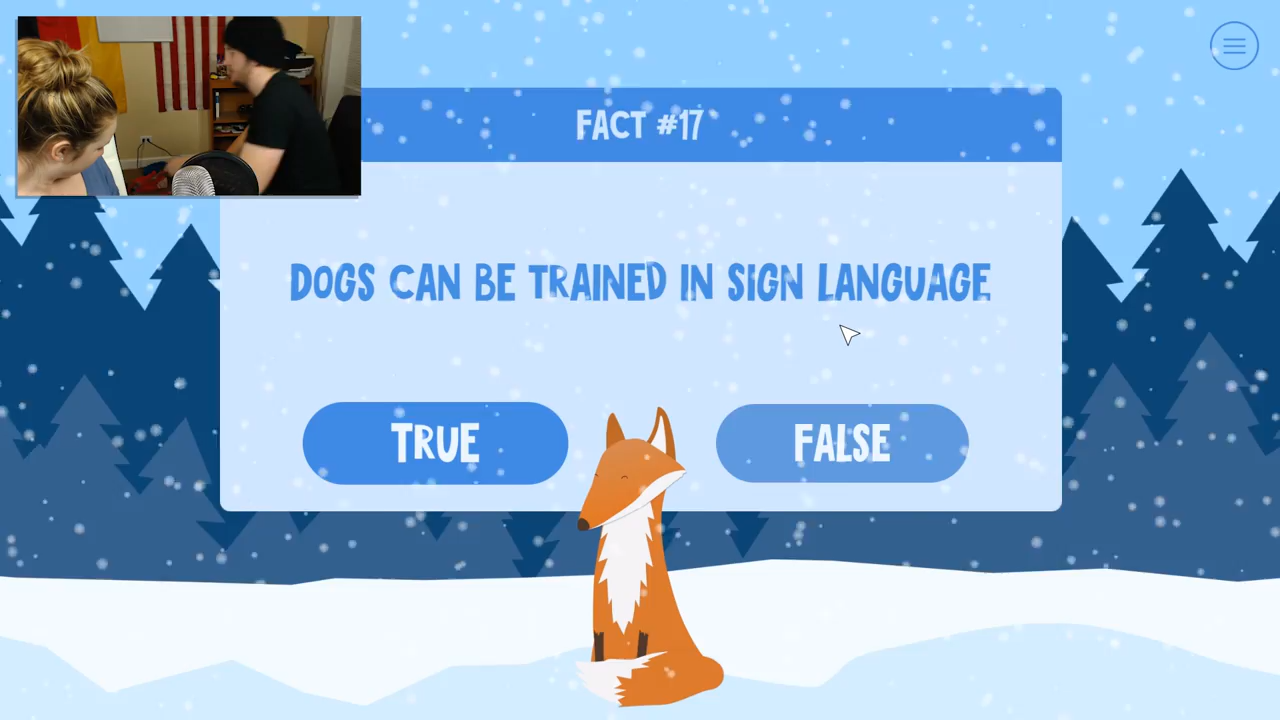 FACT #17
DOGS CAN BE TRAINED IN SIGN LANGUAGE
TRUE
FALSE